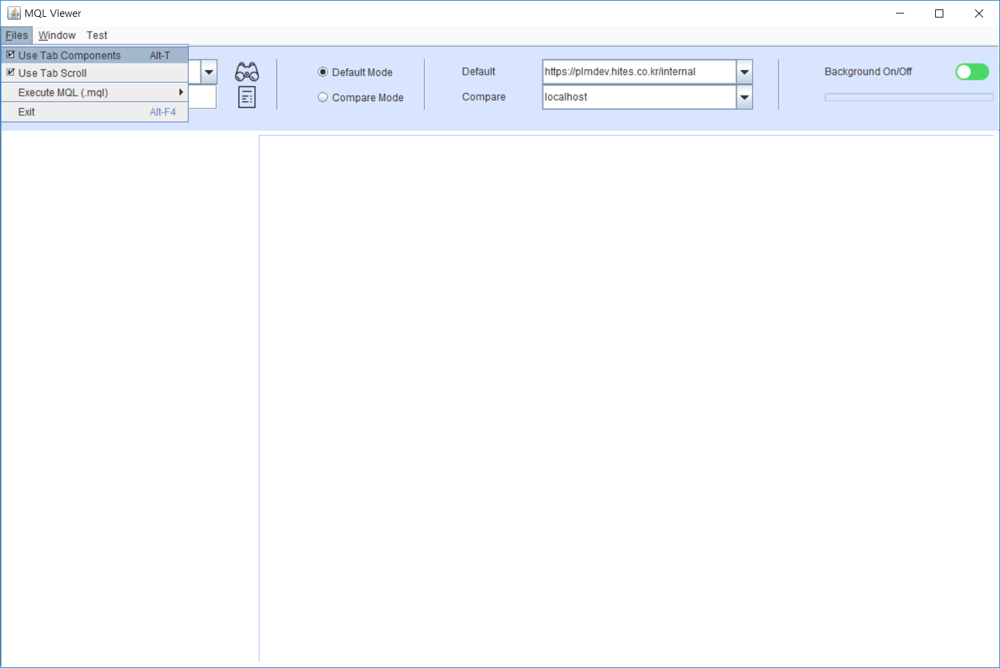 MQL Viewer
Files Window Test
Use Tab Components Alt-T
Use Tab Scroll
Execute MQL (.mql)
Exit Alt-F4
Default Mode
Compare Mode
Default https://plmdev.hites.co.kr/internal
Compare localhost
Background On/Off